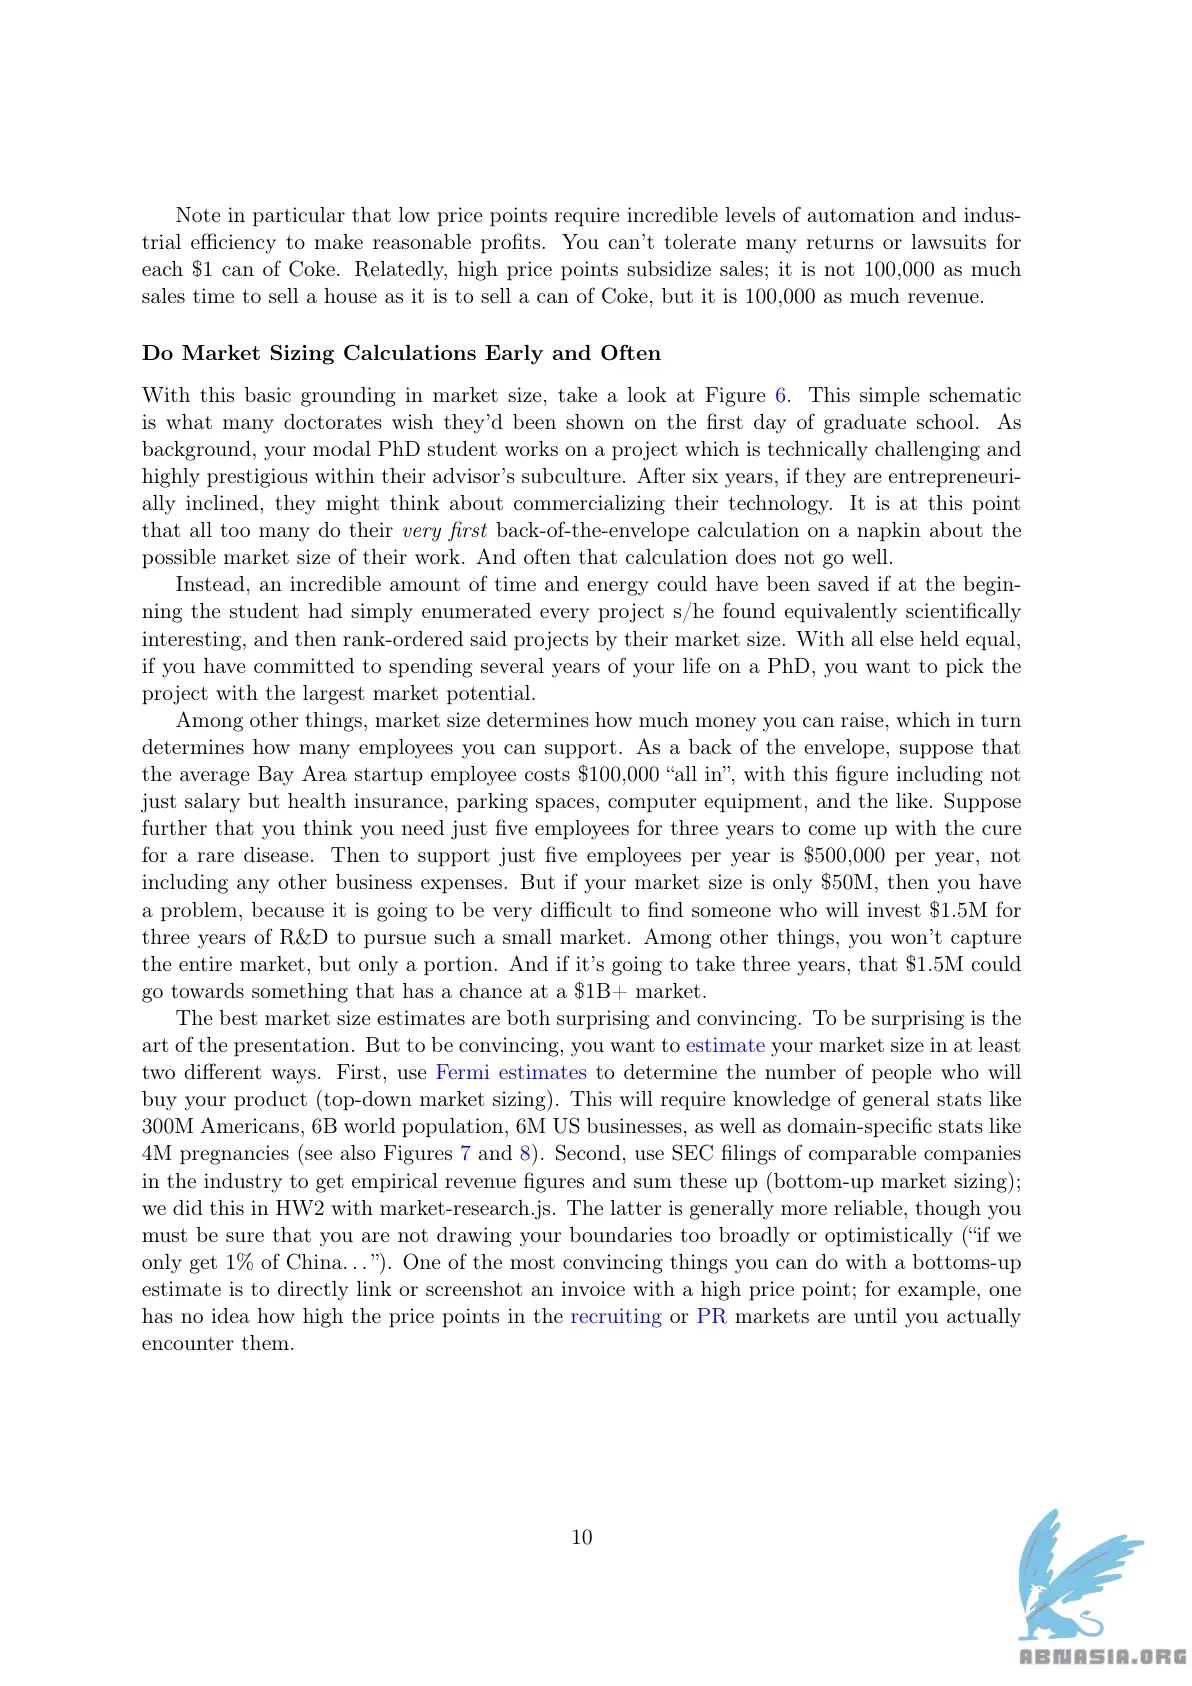 Note in particular that low price points require incredible levels of automation and indus-
trial efficiency to make reasonable profits. You can't tolerate many returns or lawsuits for
each $1 can of Coke. Relatedly, high price points subsidize sales; it is not 100,000 as much
sales time to sell a house as it is to sell a can of Coke, but it is 100,000 as much revenue.
Do Market Sizing Calculations Early and Often
With this basic grounding in market size, take a look at Figure 6. This simple schematic
is what many doctorates wish they'd been shown on the first day of graduate school. As
background, your modal PhD student works on a project which is technically challenging and
highly prestigious within their advisor's subculture. After six years, if they are entrepreneuri-
ally inclined, they might think about commercializing their technology. It is at this point
that all too many do their very first back-of-the-envelope calculation on a napkin about the
possible market size of their work. And often that calculation does not go well.
Instead, an incredible amount of time and energy could have been saved if at the begin-
ning the student had simply enumerated every project s/he found equivalently scientifically
interesting, and then rank-ordered said projects by their market size. With all else held equal,
if you have committed to spending several years of your life on a PhD, you want to pick the
project with the largest market potential.
Among other things, market size determines how much money you can raise, which in turn
determines how many employees you can support. As a back of the envelope, suppose that
the average Bay Area startup employee costs $100,000 “all in”, with this figure including not
just salary but health insurance, parking spaces, computer equipment, and the like. Suppose
further that you think you need just five employees for three years to come up with the cure
for a rare disease. Then to support just five employees per year is $500,000 per year, not
including any other business expenses. But if your market size is only $50M, then you have
a problem, because it is going to be very difficult to find someone who will invest $1.5M for
three years of R&D to pursue such a small market. Among other things, you won't capture
the entire market, but only a portion. And if it's going to take three years, that $1.5M could
go towards something that has a chance at a $1B+ market.
The best market size estimates are both surprising and convincing. To be surprising is the
art of the presentation. But to be convincing, you want to estimate your market size in at least
two different ways. First, use Fermi estimates to determine the number of people who will
buy your product (top-down market sizing). This will require knowledge of general stats like
300M Americans, 6B world population, 6M US businesses, as well as domain-specific stats like
4M pregnancies (see also Figures 7 and 8). Second, use SEC filings of comparable companies
in the industry to get empirical revenue figures and sum these up (bottom-up market sizing);
we did this in HW2 with market-research.js. The latter is generally more reliable, though you
must be sure that you are not drawing your boundaries too broadly or optimistically (“if we
only get 1% of China. . . ”). One of the most convincing things you can do with a bottoms-up
estimate is to directly link or screenshot an invoice with a high price point; for example, one
has no idea how high the price points in the recruiting or PR markets are until you actually
encounter them.
10
ABNASIA.ORG